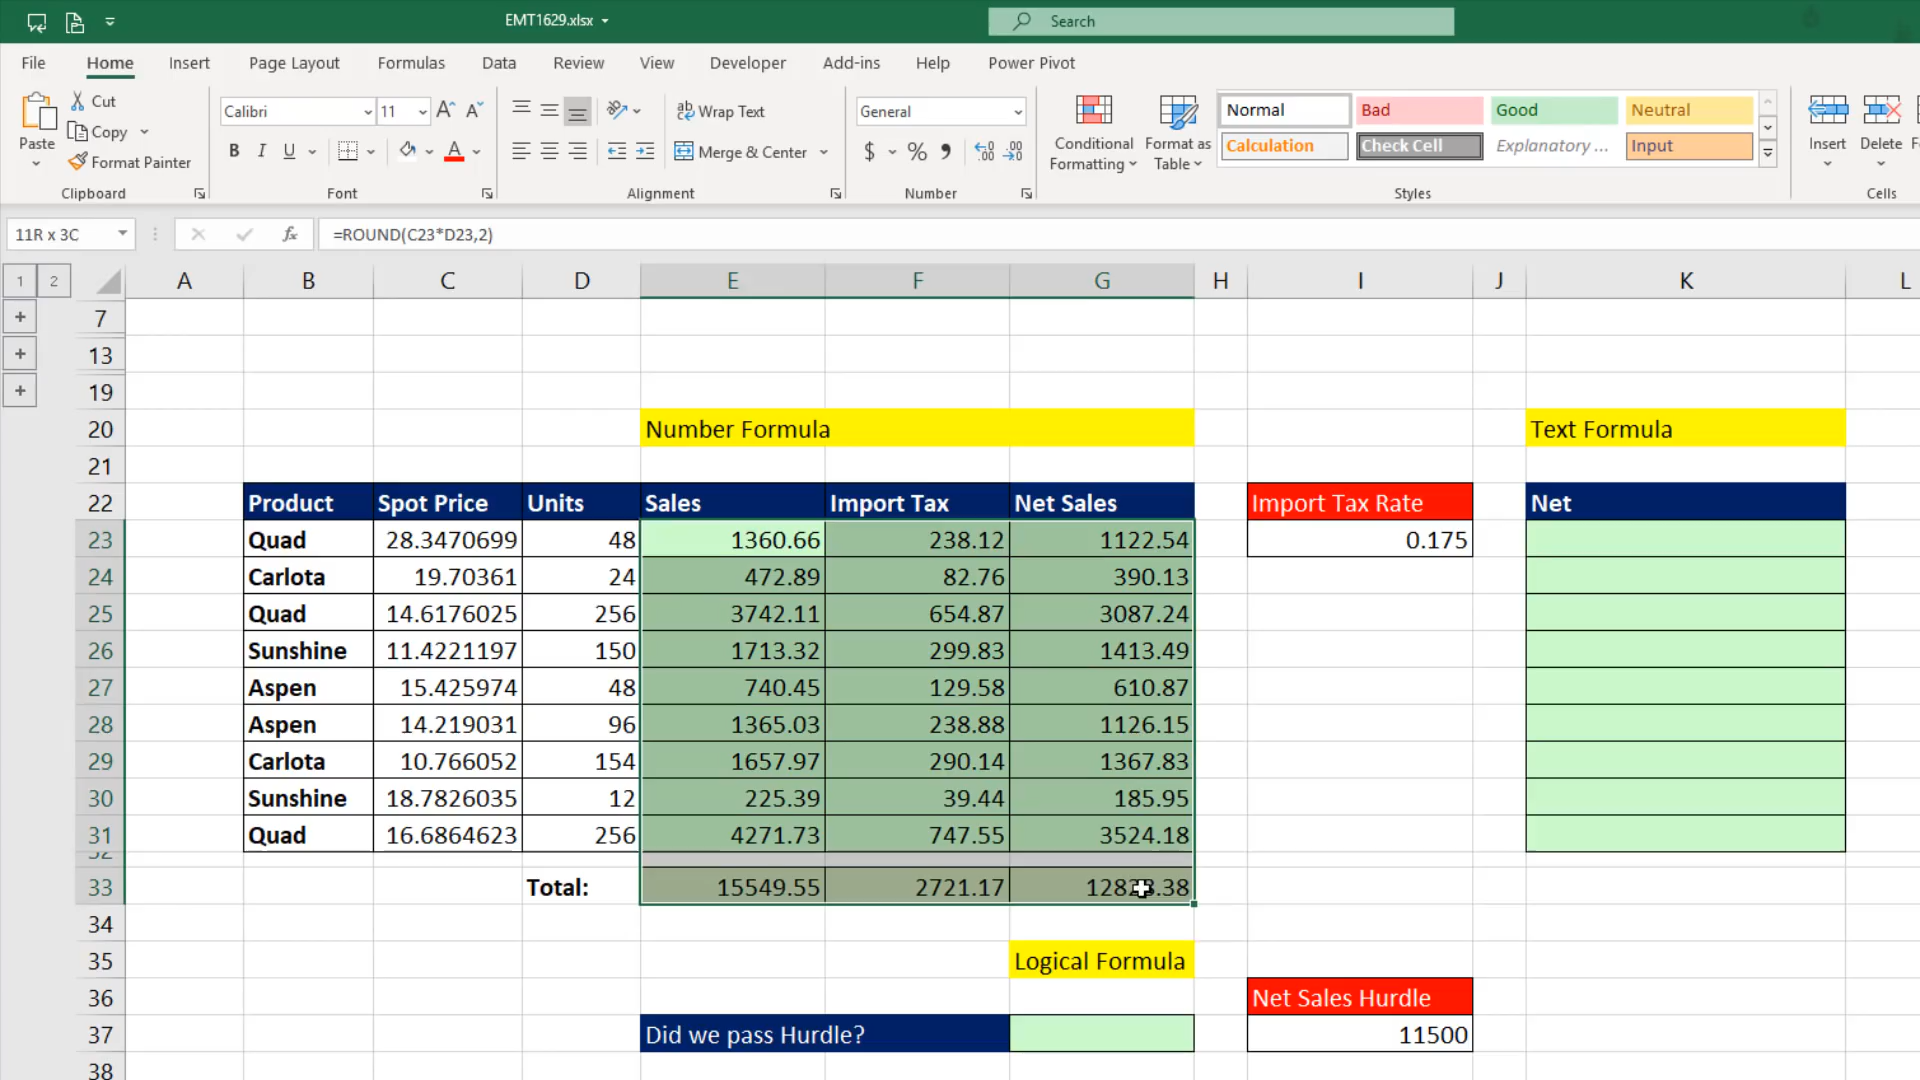 EMT1629.xlsx
Search
File Home Insert Page Layout Formulas Data Review View Developer Add-ins Help Power Pivot
Paste
Cut
Copy
Format Painter
Clipboard
Calibri 11
B I U
Font
Wrap Text
Merge & Center
Alignment
General
$ % ,
Number
Conditional Formatting
Format as Table
Normal Bad Good Neutral
Calculation Check Cell Explanatory ... Input
Styles
Insert Delete
Cells
11R x 3C fx =ROUND(C23*D23,2)
1 2 A B C D E F G H I J K L
7
13
19
20 Number Formula Text Formula
21
22 Product Spot Price Units Sales Import Tax Net Sales Import Tax Rate Net
23 Quad 28.3470699 48 1360.66 238.12 1122.54 0.175
24 Carlota 19.70361 24 472.89 82.76 390.13
25 Quad 14.6176025 256 3742.11 654.87 3087.24
26 Sunshine 11.4221197 150 1713.32 299.83 1413.49
27 Aspen 15.425974 48 740.45 129.58 610.87
28 Aspen 14.219031 96 1365.03 238.88 1126.15
29 Carlota 10.766052 154 1657.97 290.14 1367.83
30 Sunshine 18.7826035 12 225.39 39.44 185.95
31 Quad 16.6864623 256 4271.73 747.55 3524.18
33 Total: 15549.55 2721.17
34
35 Logical Formula
36 Net Sales Hurdle
37 Did we pass Hurdle? 11500
38